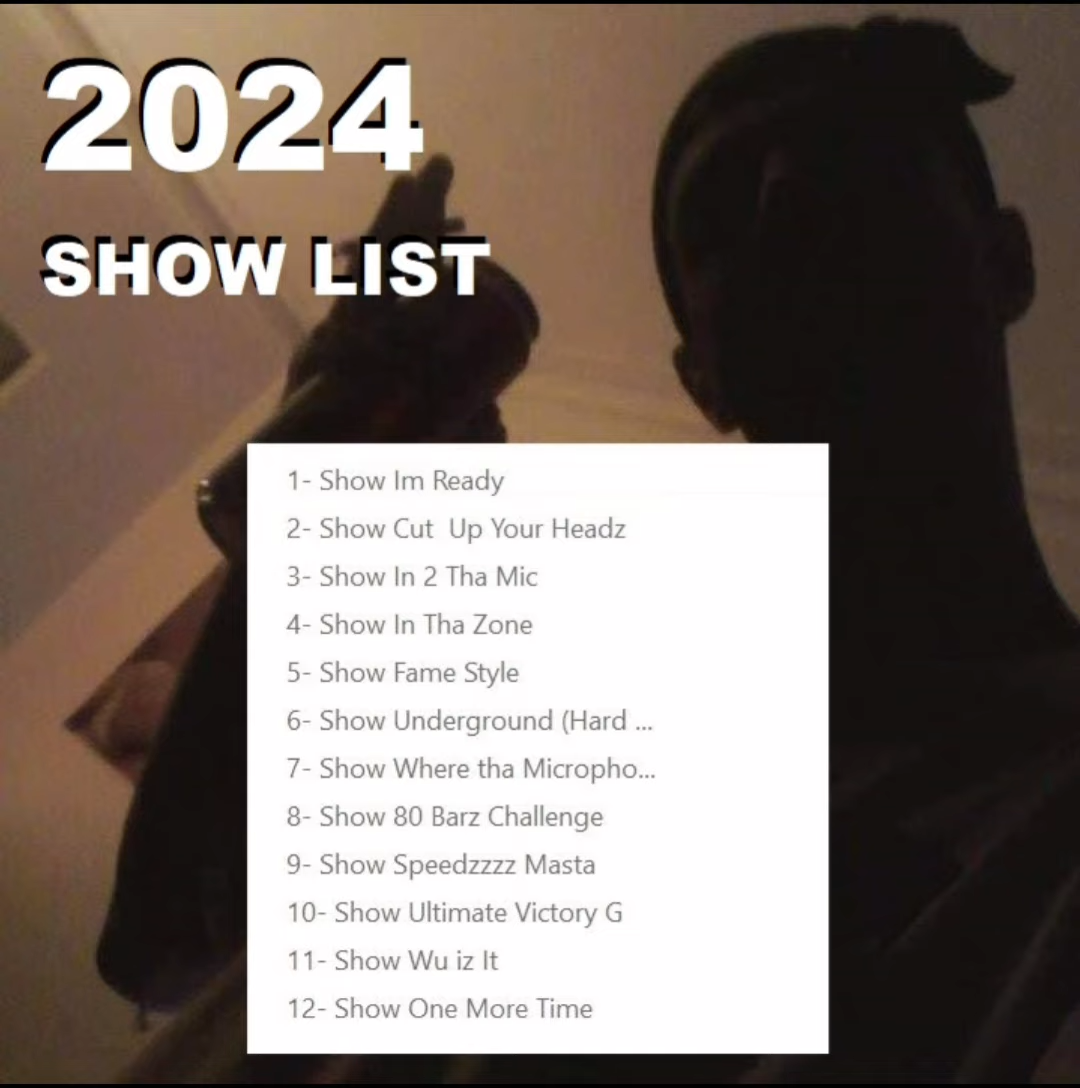 2024
SHOW LIST
1- Show Im Ready
2- Show Cut  Up Your Headz
3- Show In 2 Tha Mic
4- Show In Tha Zone
5- Show Fame Style
6- Show Underground (Hard ...
7- Show Where tha Micropho...
8- Show 80 Barz Challenge
9- Show Speedzzzz Masta
10- Show Ultimate Victory G
11- Show Wu iz It
12- Show One More Time